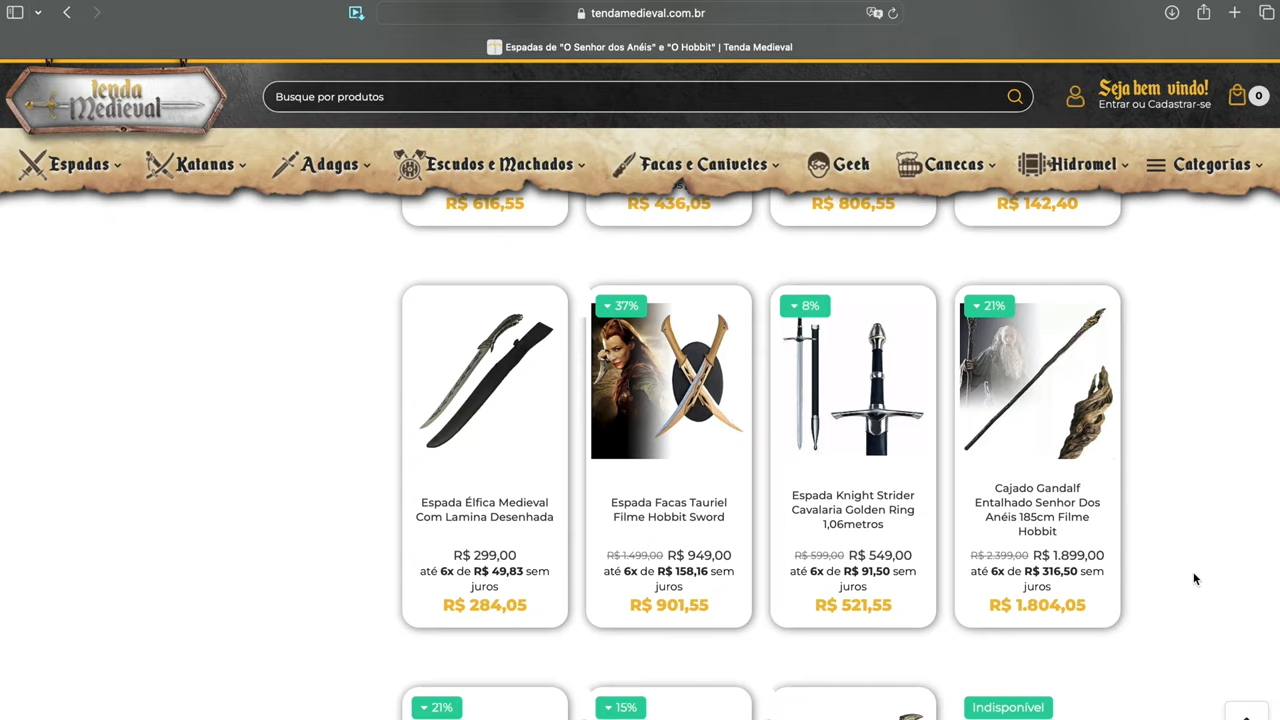 tendamedieval.com.br
Espadas de "O Senhor dos Anéis" e "O Hobbit" | Tenda Medieval
Tenda
Medieval
Busque por produtos
Seja bem vindo!
Entrar ou Cadastrar-se
0
Espadas
Katanas
Adagas
Escudos e Machados
Facas e Canivetes
Geek
Canecas
Hidromel
Categorias
R$ 616,55
R$ 436,05
R$ 806,55
R$ 142,40
37%
8%
21%
Espada Élfica Medieval
Com Lamina Desenhada
R$ 299,00
até 6x de R$ 49,83 sem
juros
R$ 284,05
Espada Facas Tauriel
Filme Hobbit Sword
R$ 1.499,00 R$ 949,00
até 6x de R$ 158,16 sem
juros
R$ 901,55
Espada Knight Strider
Cavalaria Golden Ring
1,06metros
R$ 599,00 R$ 549,00
até 6x de R$ 91,50 sem
juros
R$ 521,55
Cajado Gandalf
Entalhado Senhor Dos
Anéis 185cm Filme
Hobbit
R$ 2.399,00 R$ 1.899,00
até 6x de R$ 316,50 sem
juros
R$ 1.804,05
21%
15%
Indisponível